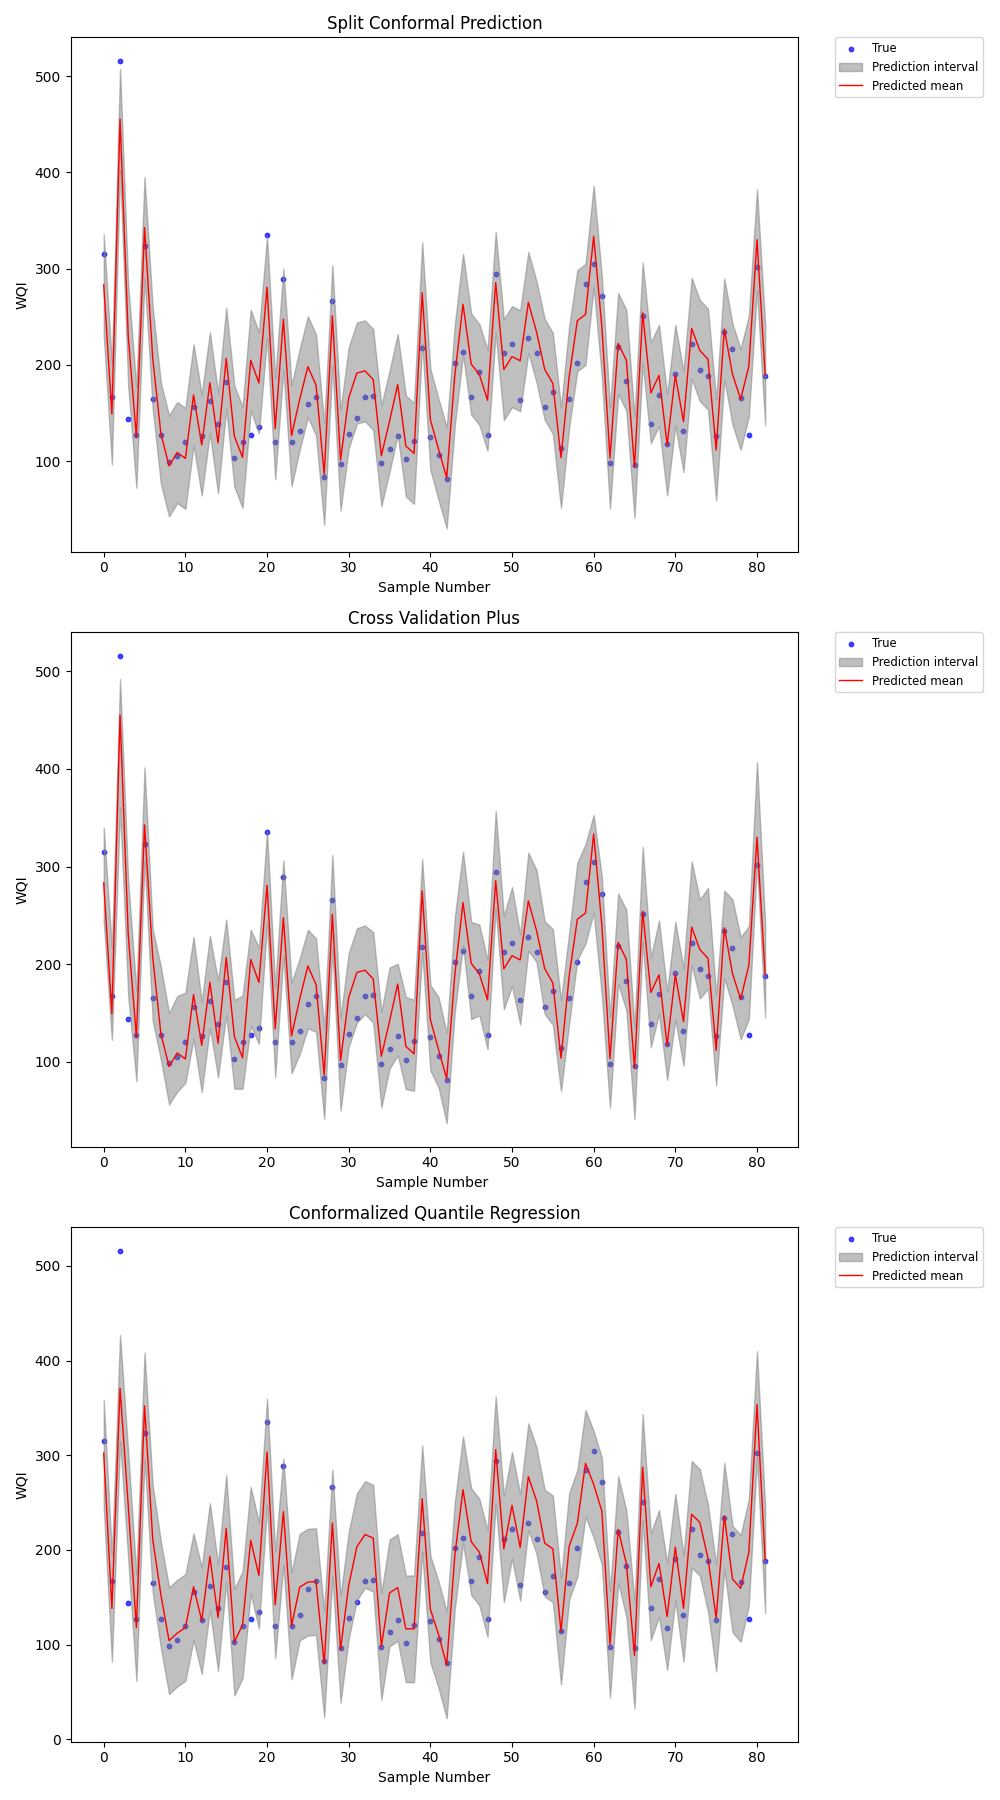 Split Conformal Prediction
True
Prediction interval
Predicted mean
500
400
300
200
100
WQI
0 10 20 30 40 50 60 70 80
Sample Number
Cross Validation Plus
True
Prediction interval
Predicted mean
500
400
300
200
100
WQI
0 10 20 30 40 50 60 70 80
Sample Number
Conformalized Quantile Regression
True
Prediction interval
Predicted mean
500
400
300
200
100
0
WQI
0 10 20 30 40 50 60 70 80
Sample Number